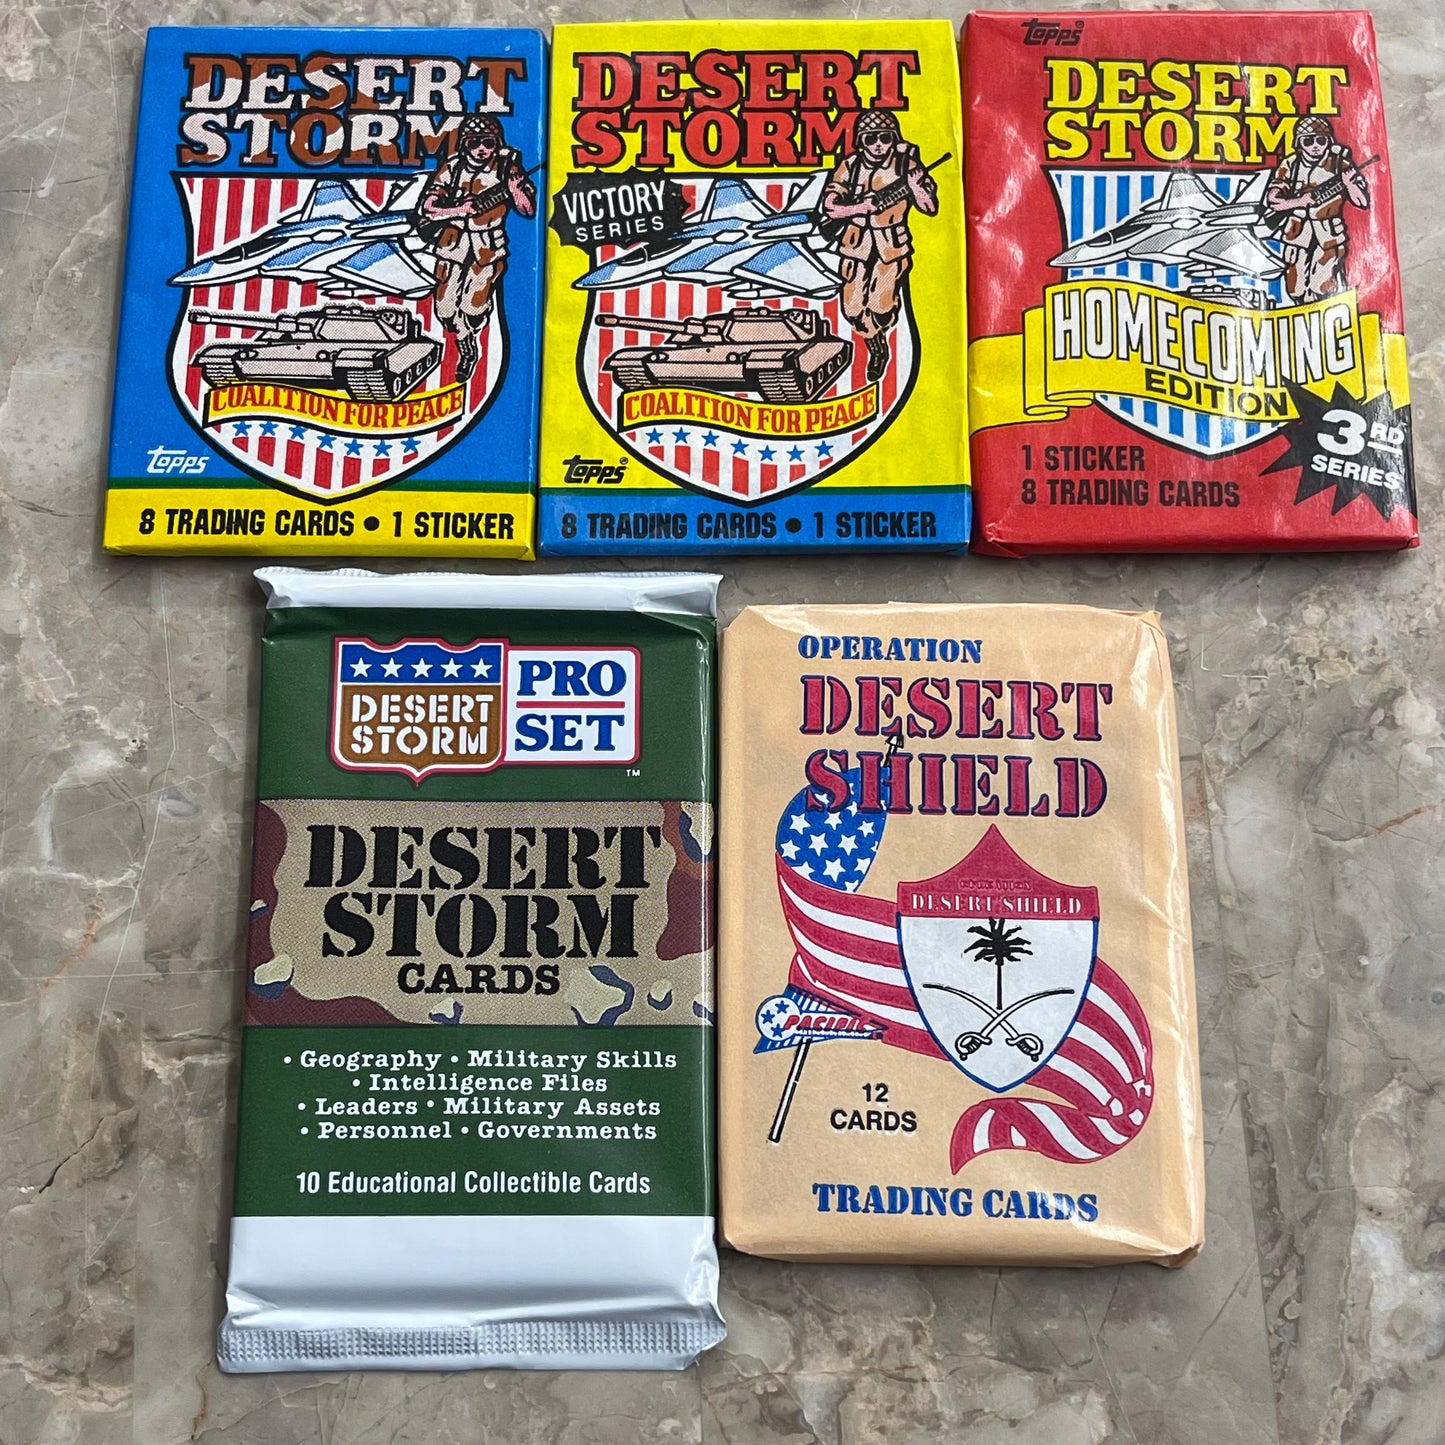 DESERT
STORM
COALITION FOR PEACE
Topps
8 TRADING CARDS • 1 STICKER
DESERT
STORM
VICTORY
SERIES
COALITION FOR PEACE
Topps®
8 TRADING CARDS • 1 STICKER
Topps®
DESERT
STORM
HOMECOMING
EDITION
3RD
SERIES
1 STICKER
8 TRADING CARDS
DESERT
STORM
PRO
SET
™
DESERT
STORM
CARDS
• Geography • Military Skills
• Intelligence Files
• Leaders • Military Assets
• Personnel • Governments
10 Educational Collectible Cards
OPERATION
DESERT
SHIELD
OPERATION
DESERT SHIELD
PACIFIC
12
CARDS
TRADING CARDS